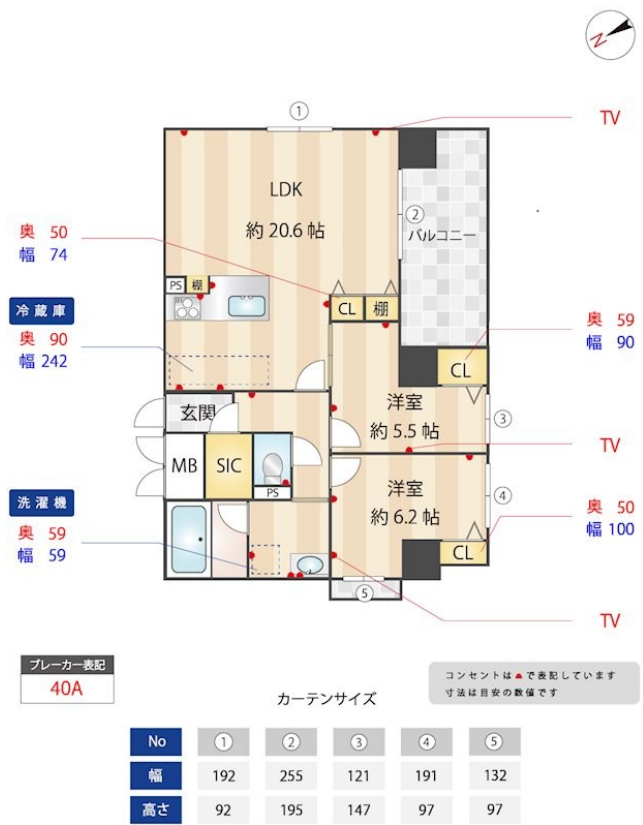 N
①
TV
LDK
約 20.6 帖
②
バルコニー
奥 50
幅 74
PS
棚
CL
棚
冷蔵庫
奥 90
幅 242
奥 59
幅 90
CL
玄関
洋室
約 5.5 帖
③
TV
MB
SIC
PS
洋室
約 6.2 帖
④
洗濯機
奥 59
幅 59
奥 50
幅 100
CL
⑤
TV
ブレーカー表記
40A
コンセントは で表記しています
寸法は目安の数値です
カーテンサイズ
No ① ② ③ ④ ⑤
幅 192 255 121 191 132
高さ 92 195 147 97 97